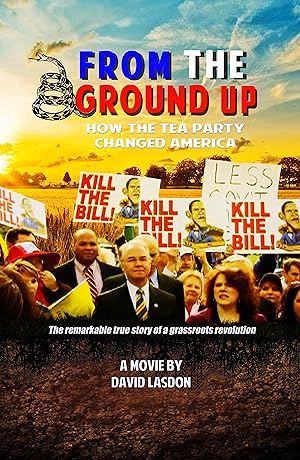 FROM THE
GROUND UP
HOW THE TEA PARTY
CHANGED AMERICA
LESS
GOV'T
KILL
THE
BILL!
KILL
THE
BILL!
KILL
THE
BILL!
KILL
THE
BILL!
The remarkable true story of a grassroots revolution
A MOVIE BY
DAVID LASDON